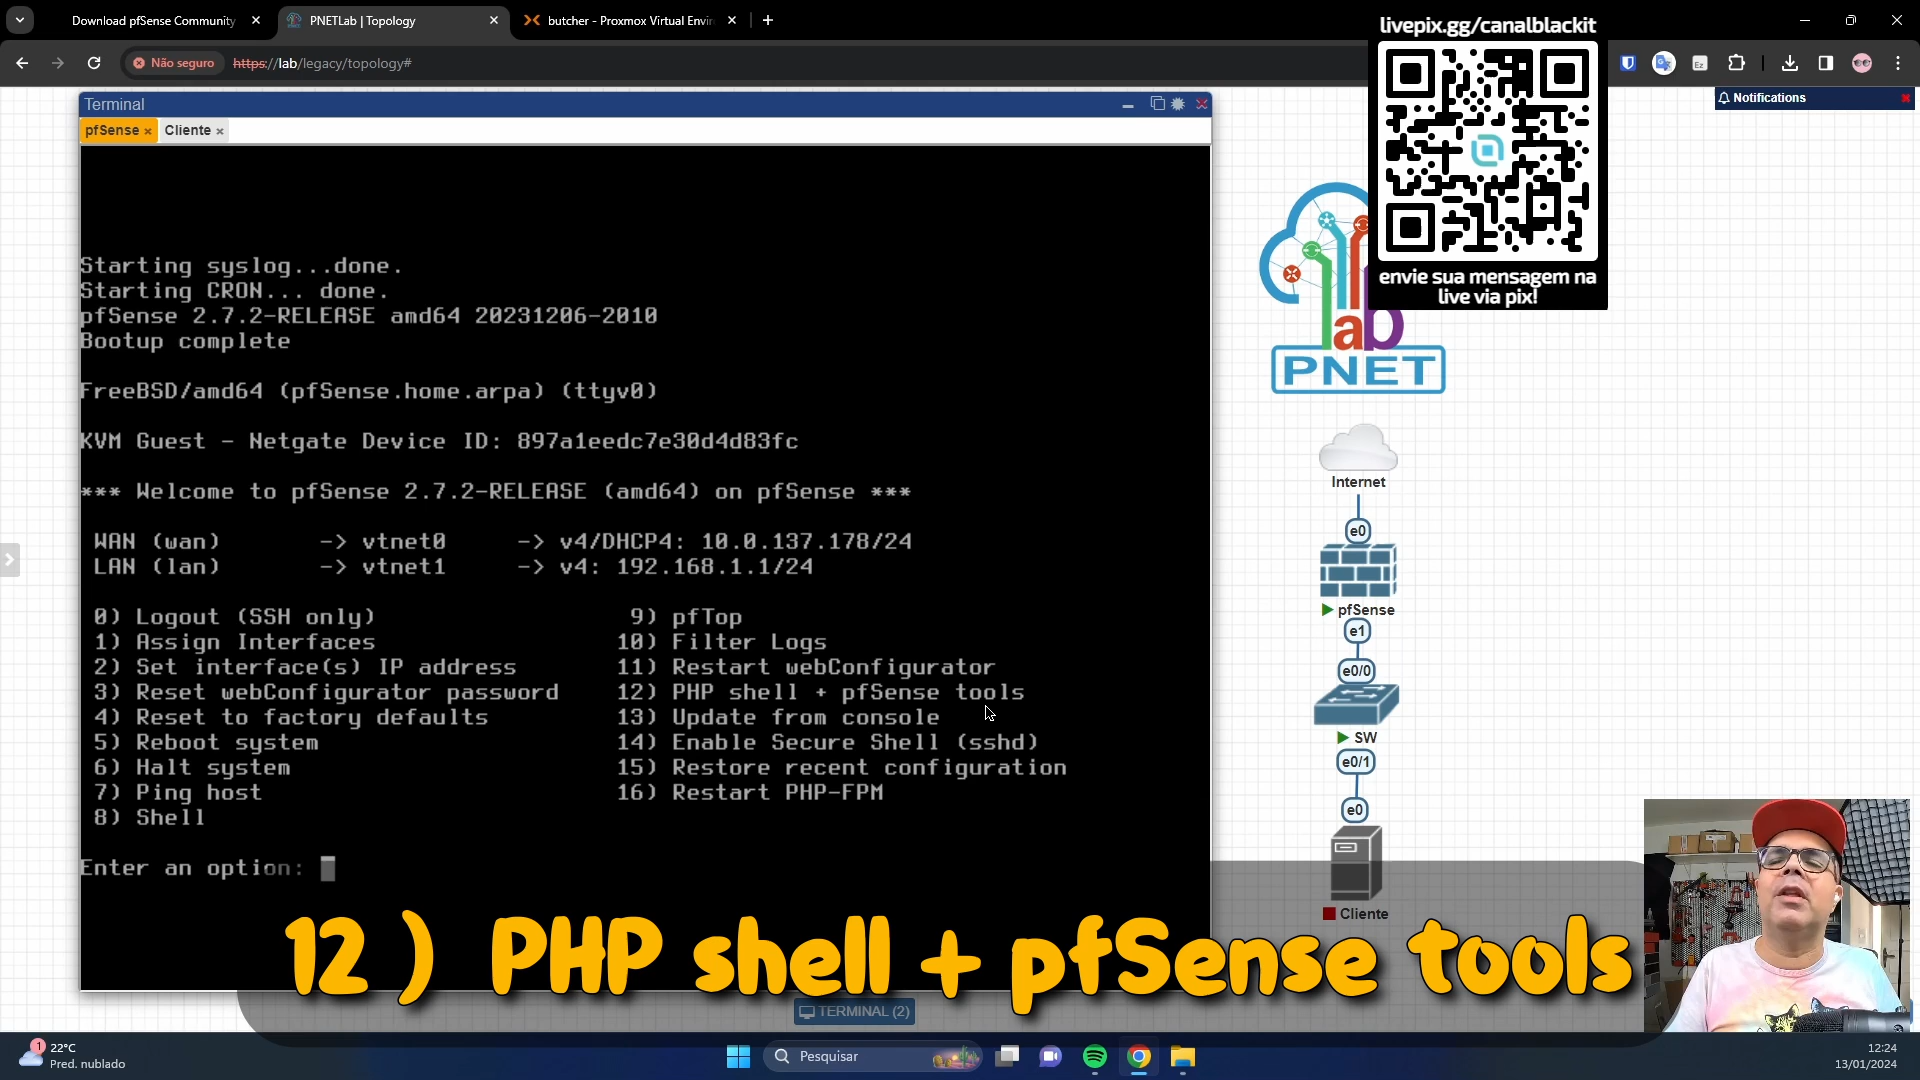 Download pfSense Community
PNETLab | Topology
butcher - Proxmox Virtual Envir
Não seguro
https://lab/legacy/topology#
livepix.gg/canalblackit
envie sua mensagem na
live via pix!
Notifications
Terminal
pfSense
Cliente
Starting syslog...done.
Starting CRON... done.
pfSense 2.7.2-RELEASE amd64 20231206-2010
Bootup complete
FreeBSD/amd64 (pfSense.home.arpa) (ttyv0)
KVM Guest - Netgate Device ID: 897a1eedc7e30d4d83fc
*** Welcome to pfSense 2.7.2-RELEASE (amd64) on pfSense ***
WAN (wan) -> vtnet0 -> v4/DHCP4: 10.0.137.178/24
LAN (lan) -> vtnet1 -> v4: 192.168.1.1/24
0) Logout (SSH only) 9) pfTop
1) Assign Interfaces 10) Filter Logs
2) Set interface(s) IP address 11) Restart webConfigurator
3) Reset webConfigurator password 12) PHP shell + pfSense tools
4) Reset to factory defaults 13) Update from console
5) Reboot system 14) Enable Secure Shell (sshd)
6) Halt system 15) Restore recent configuration
7) Ping host 16) Restart PHP-FPM
8) Shell
Enter an option:
lab
PNET
Internet
e0
pfSense
e1
e0/0
SW
e0/1
e0
Cliente
12 ) PHP shell + pfSense tools
TERMINAL (2)
1
22°C
Pred. nublado
Pesquisar
12:24
13/01/2024